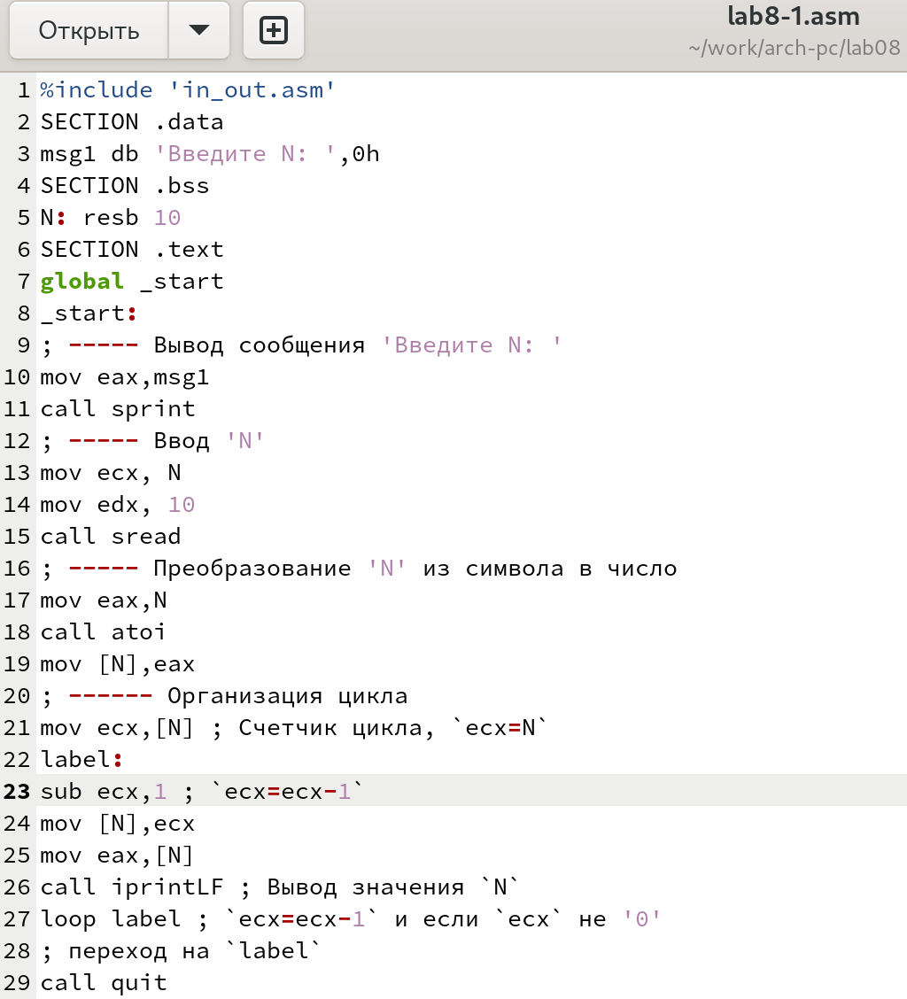 Открыть
lab8-1.asm
~/work/arch-pc/lab08
1 %include 'in_out.asm'
2 SECTION .data
3 msg1 db 'Введите N: ',0h
4 SECTION .bss
5 N: resb 10
6 SECTION .text
7 global _start
8 _start:
9 ; ----- Вывод сообщения 'Введите N: '
10 mov eax,msg1
11 call sprint
12 ; ----- Ввод 'N'
13 mov ecx, N
14 mov edx, 10
15 call sread
16 ; ----- Преобразование 'N' из символа в число
17 mov eax,N
18 call atoi
19 mov [N],eax
20 ; ------ Организация цикла
21 mov ecx,[N] ; Счетчик цикла, `ecx=N`
22 label:
23 sub ecx,1 ; `ecx=ecx-1`
24 mov [N],ecx
25 mov eax,[N]
26 call iprintLF ; Вывод значения `N`
27 loop label ; `ecx=ecx-1` и если `ecx` не '0'
28 ; переход на `label`
29 call quit